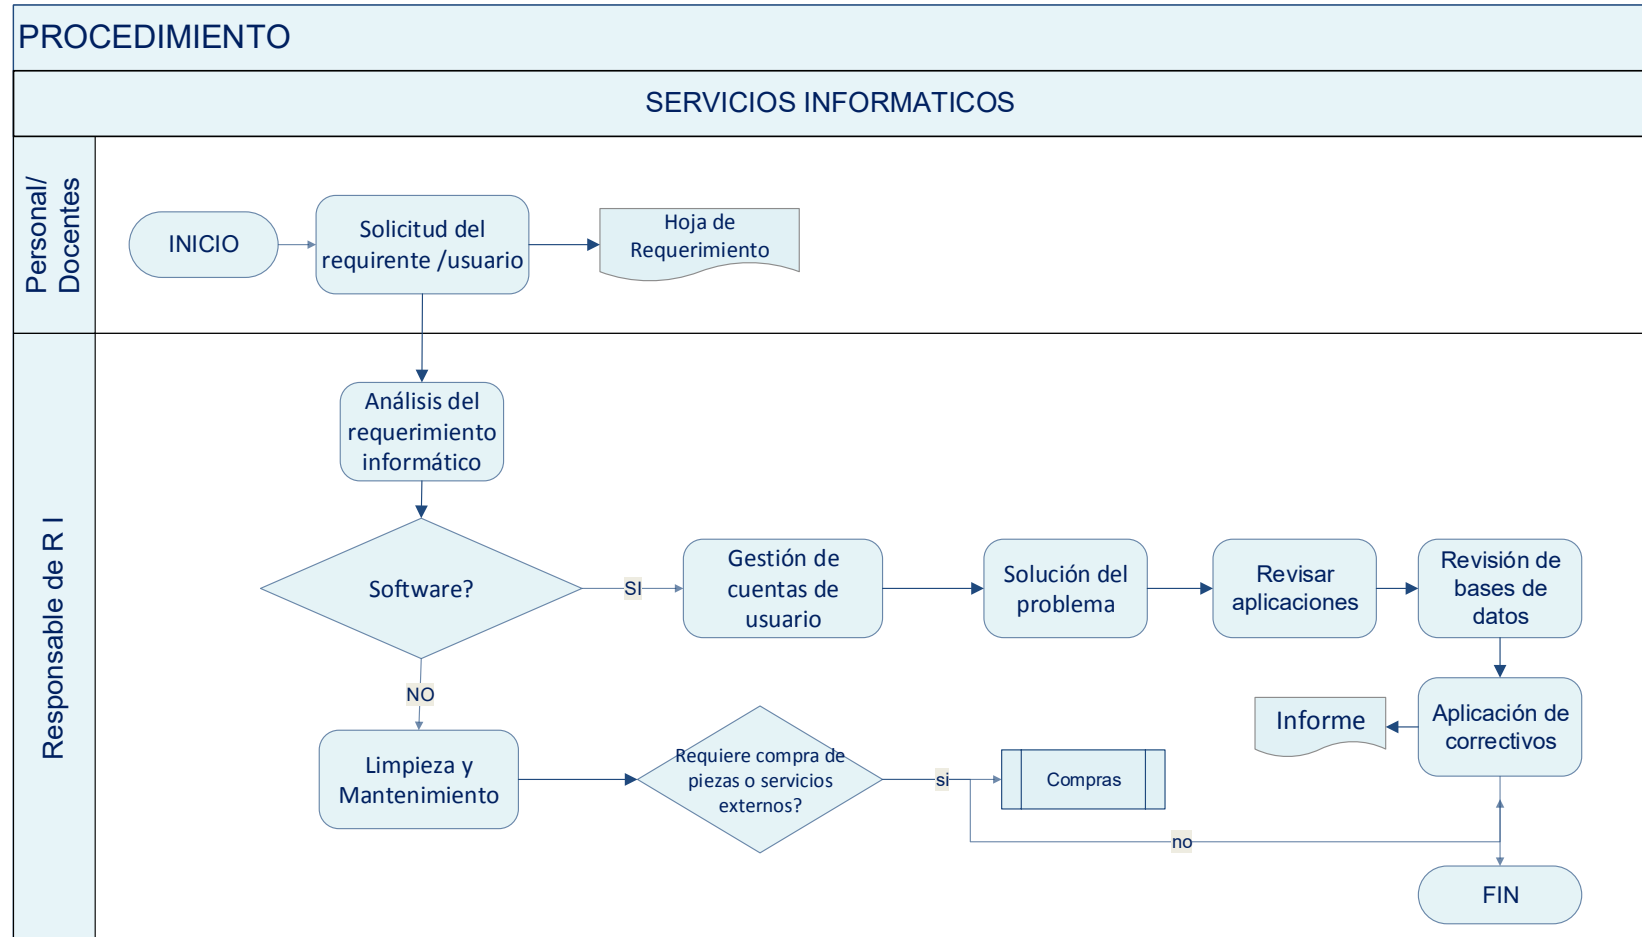 PROCEDIMIENTO
SERVICIOS INFORMATICOS
Personal/
Docentes
INICIO
Solicitud del
requirente /usuario
Hoja de
Requerimiento
Responsable de R I
Análisis del
requerimiento
informático
Software?
SI
Gestión de
cuentas de
usuario
Solución del
problema
Revisar
aplicaciones
Revisión de
bases de
datos
NO
Limpieza y
Mantenimiento
Requiere compra de
piezas o servicios
externos?
si
Compras
Informe
Aplicación de
correctivos
no
FIN